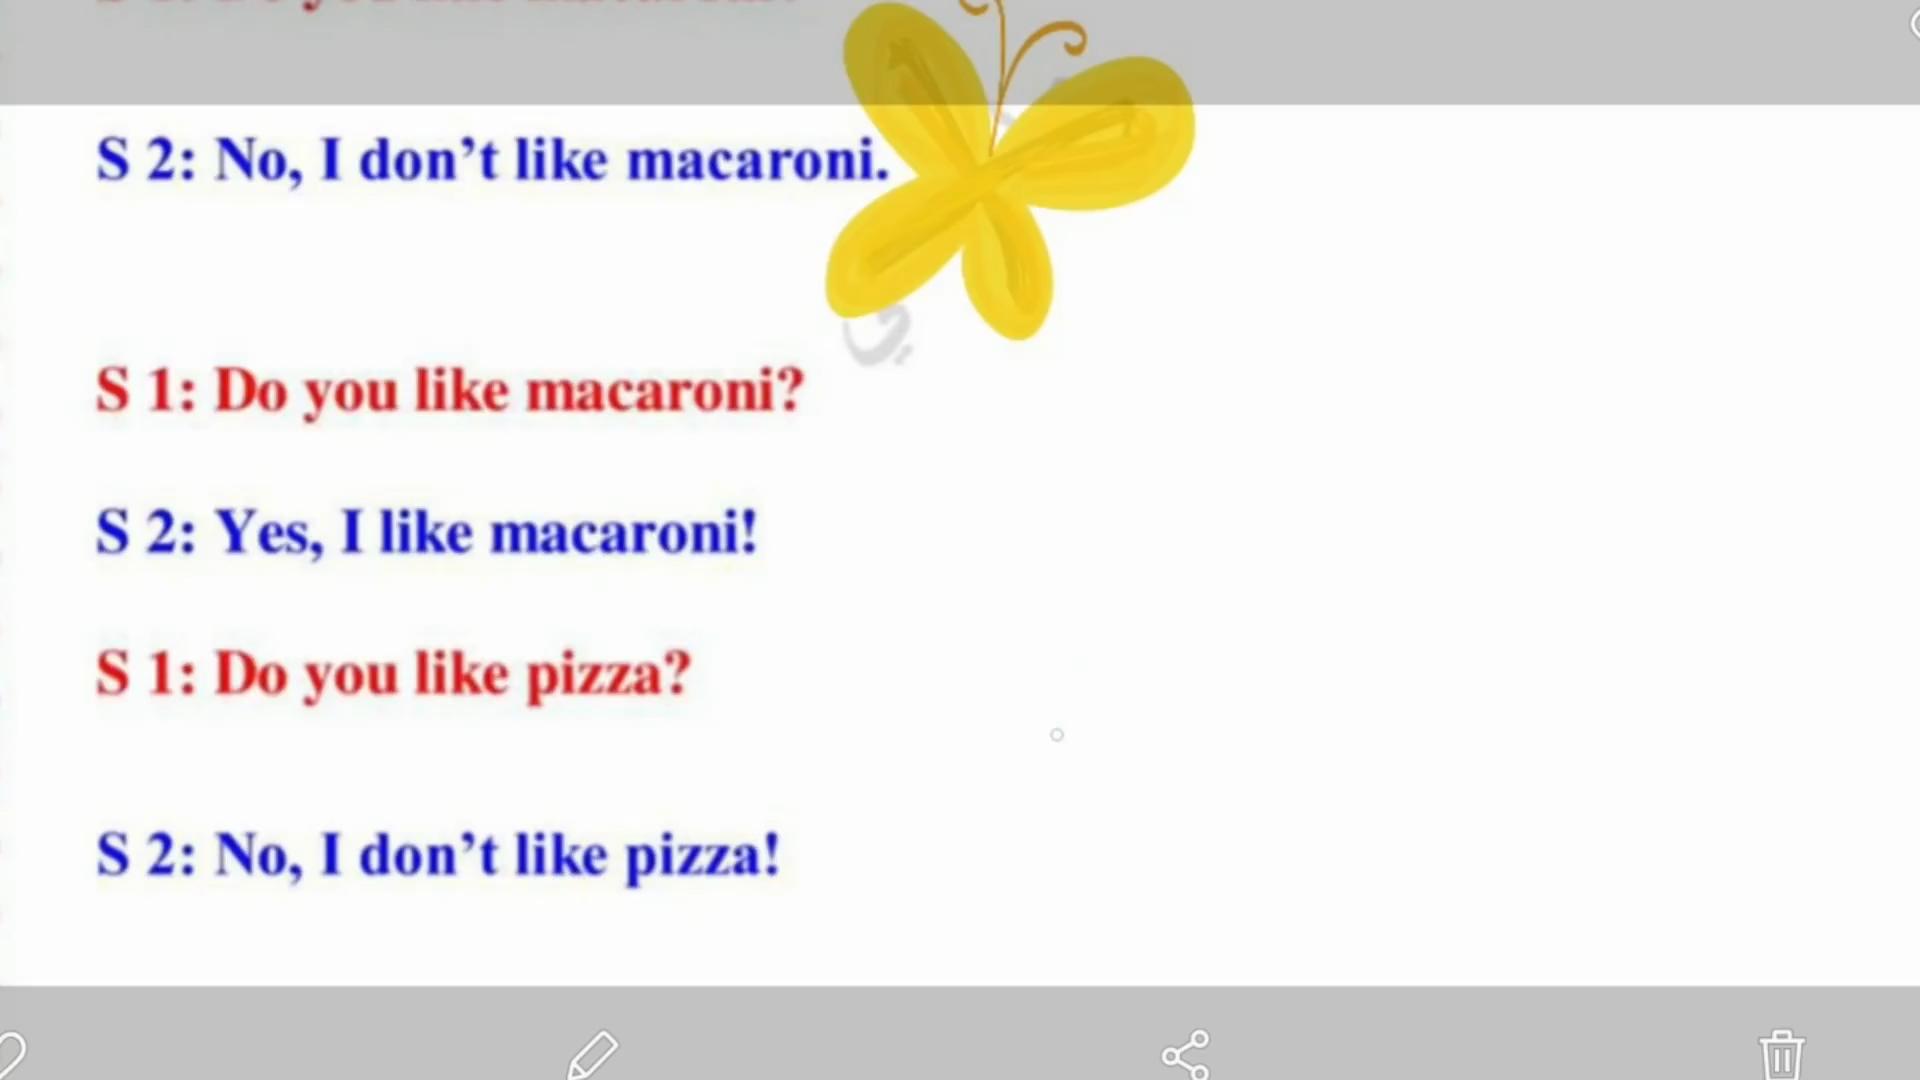 S 2: No, I don’t like macaroni.
S 1: Do you like macaroni?
S 2: Yes, I like macaroni!
S 1: Do you like pizza?
S 2: No, I don’t like pizza!